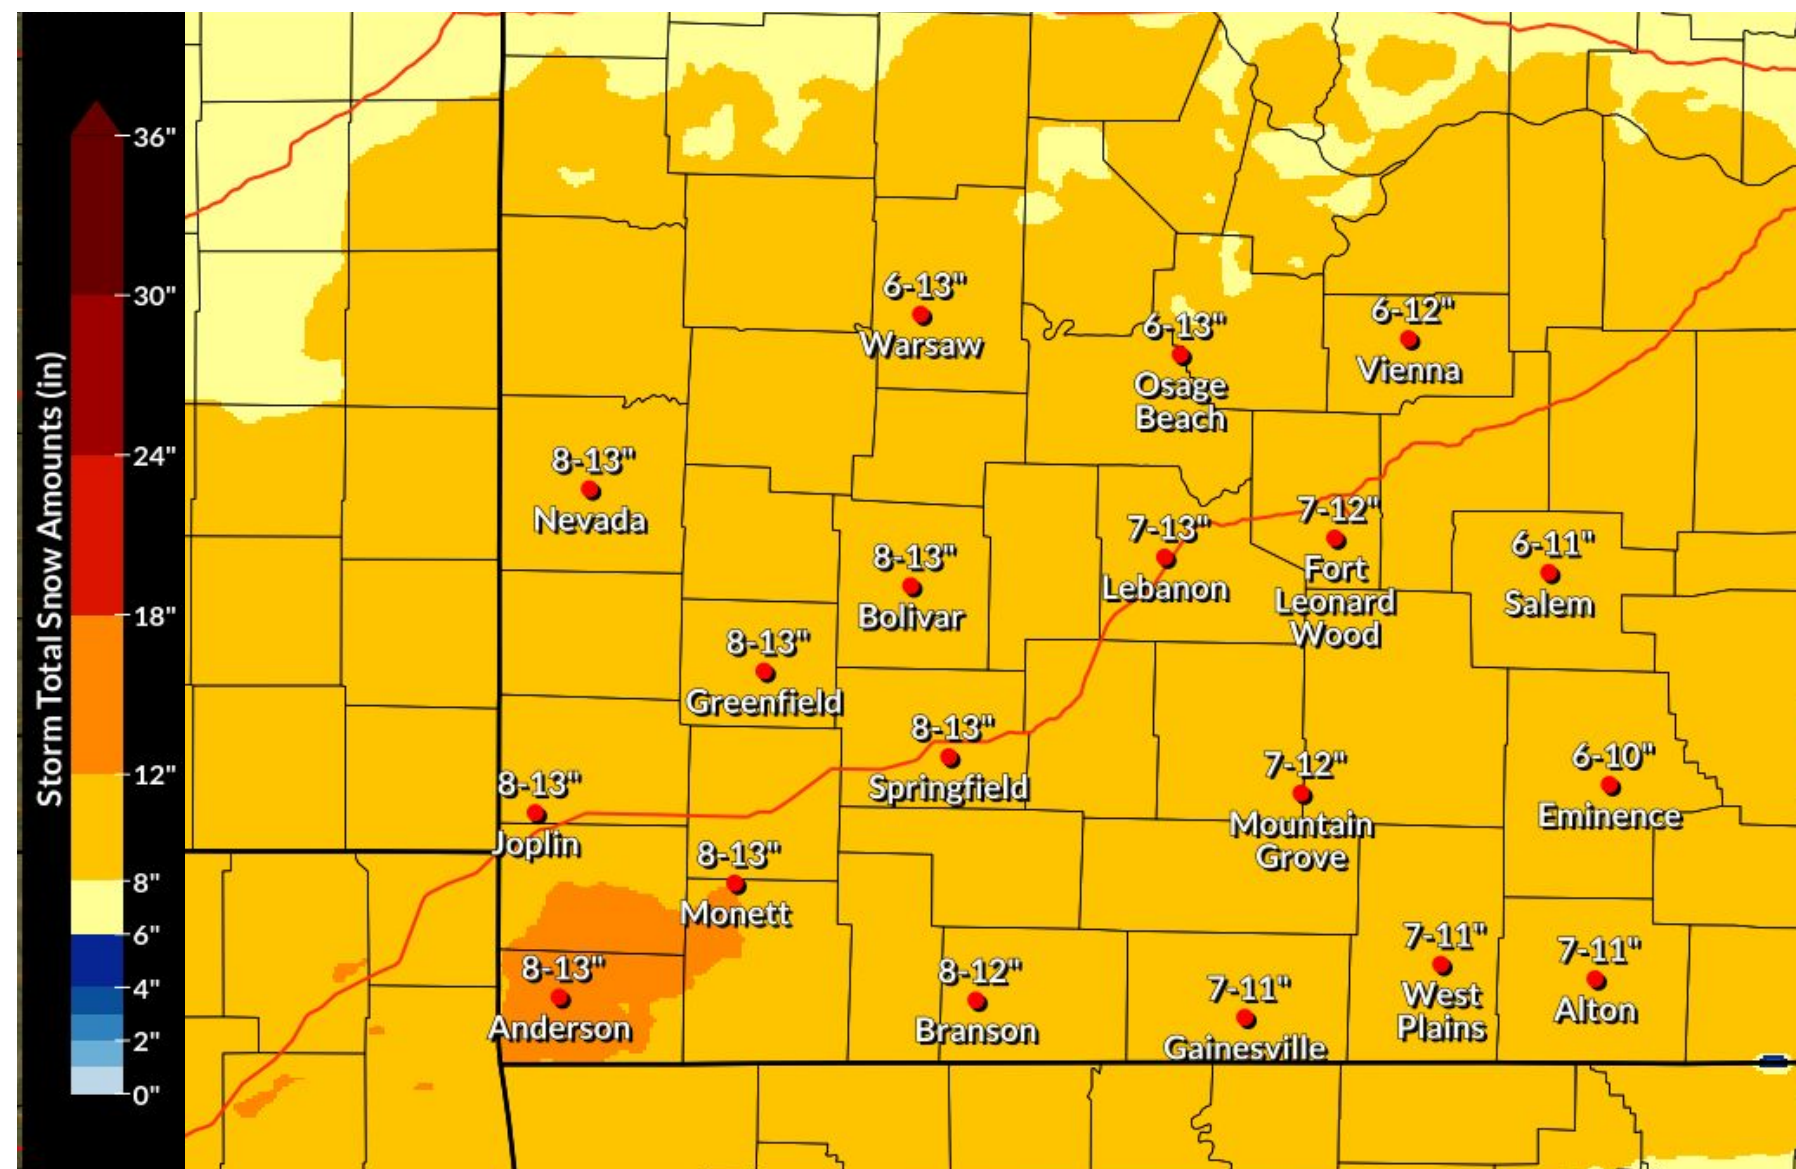 Storm Total Snow Amounts (in)
36"
30"
24"
18"
12"
8"
6"
4"
2"
0"
6-13"
Warsaw
6-13"
Osage
Beach
6-12"
Vienna
8-13"
Nevada
8-13"
Bolivar
7-13"
Lebanon
7-12"
Fort
Leonard
Wood
6-11"
Salem
8-13"
Greenfield
8-13"
Springfield
8-13"
Joplin
7-12"
Mountain
Grove
6-10"
Eminence
8-13"
Monett
8-13"
Anderson
8-12"
Branson
7-11"
Gainesville
7-11"
West
Plains
7-11"
Alton